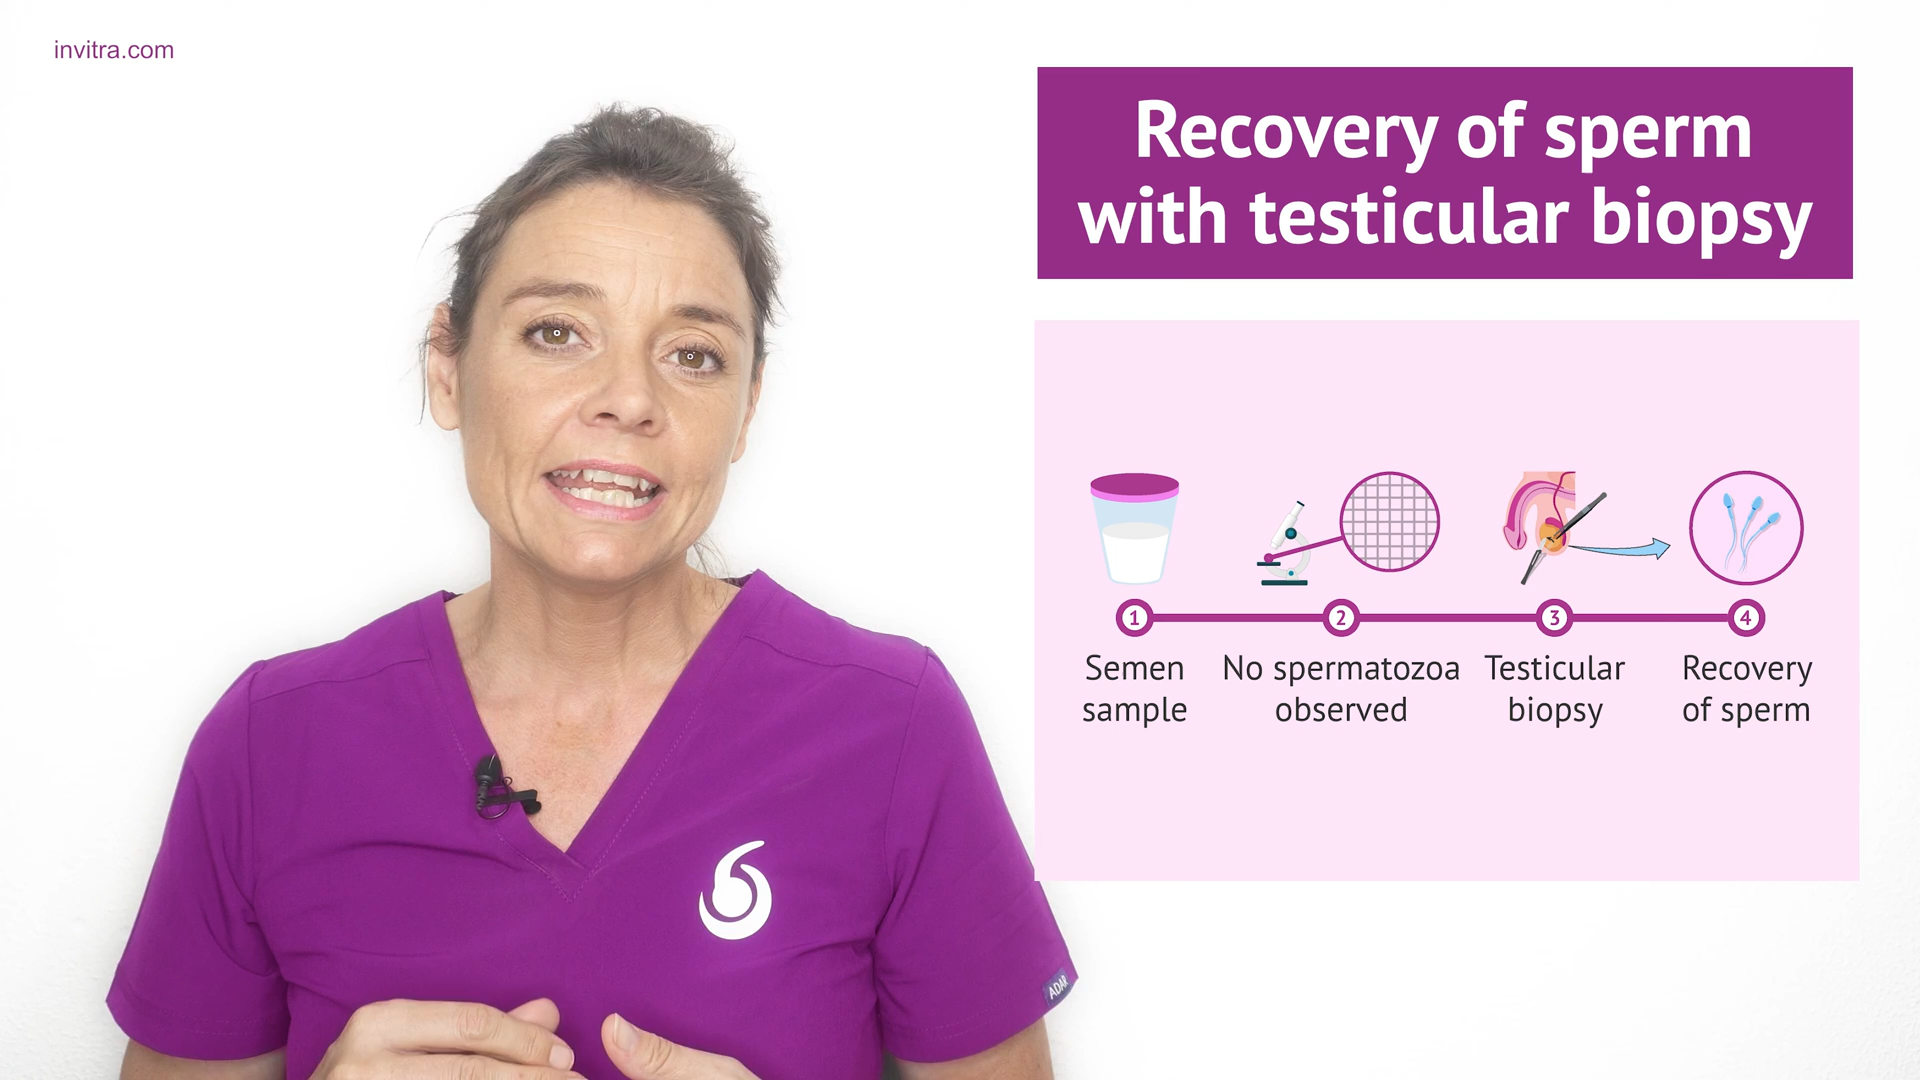 invitra.com
Recovery of sperm
with testicular biopsy
1
2
3
4
Semen
sample
No spermatozoa
observed
Testicular
biopsy
Recovery
of sperm
ADAR